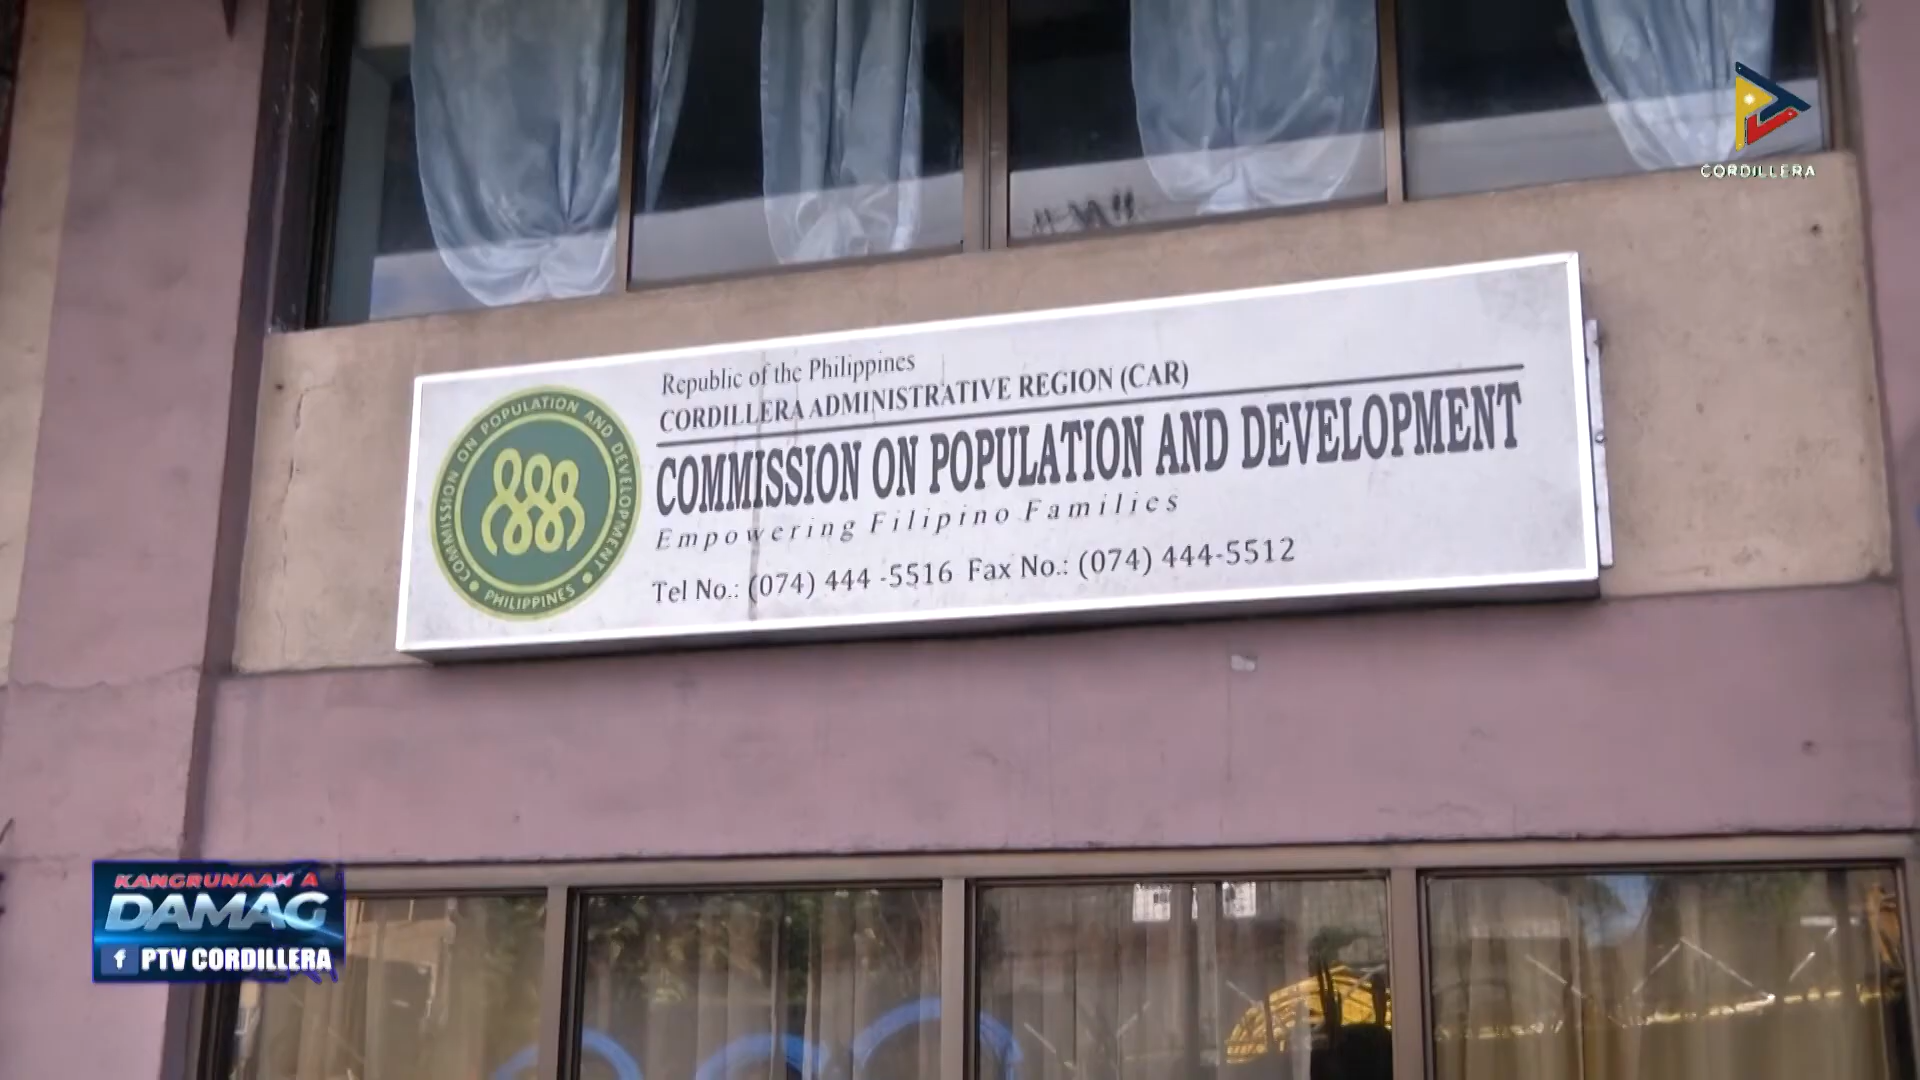 CORDILLERA
Republic of the Philippines
CORDILLERA ADMINISTRATIVE REGION (CAR)
COMMISSION ON POPULATION AND DEVELOPMENT
Empowering Filipino Families
Tel No.: (074) 444 -5516 Fax No.: (074) 444-5512
COMMISSION ON POPULATION AND DEVELOPMENT
PHILIPPINES
KANGRUNAAN A
DAMAG
f PTV CORDILLERA